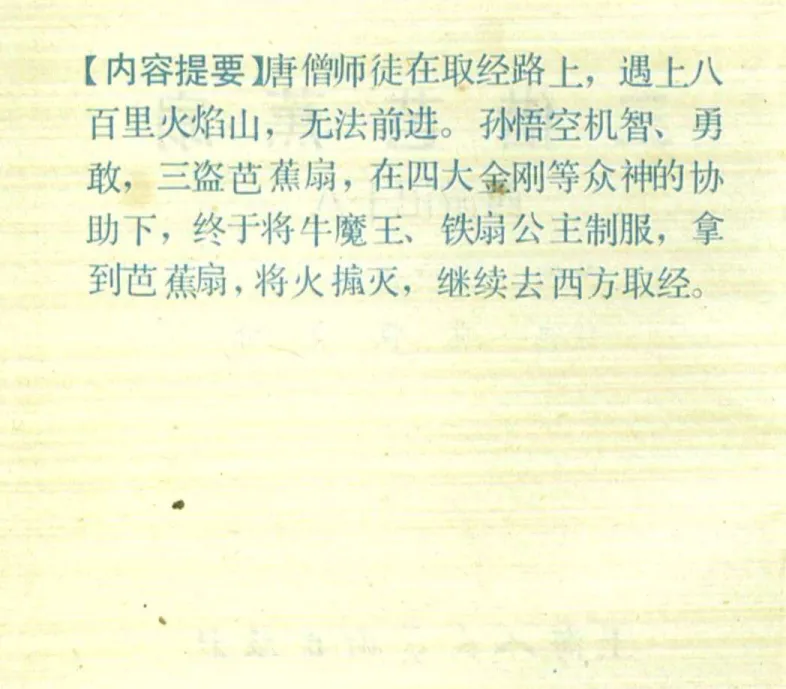 【内容提要】唐僧师徒在取经路上，遇上八
百里火焰山，无法前进。孙悟空机智、勇
敢，三盗芭蕉扇，在四大金刚等众神的协
助下，终于将牛魔王、铁扇公主制服，拿
到芭蕉扇，将火搧灭，继续去西方取经。